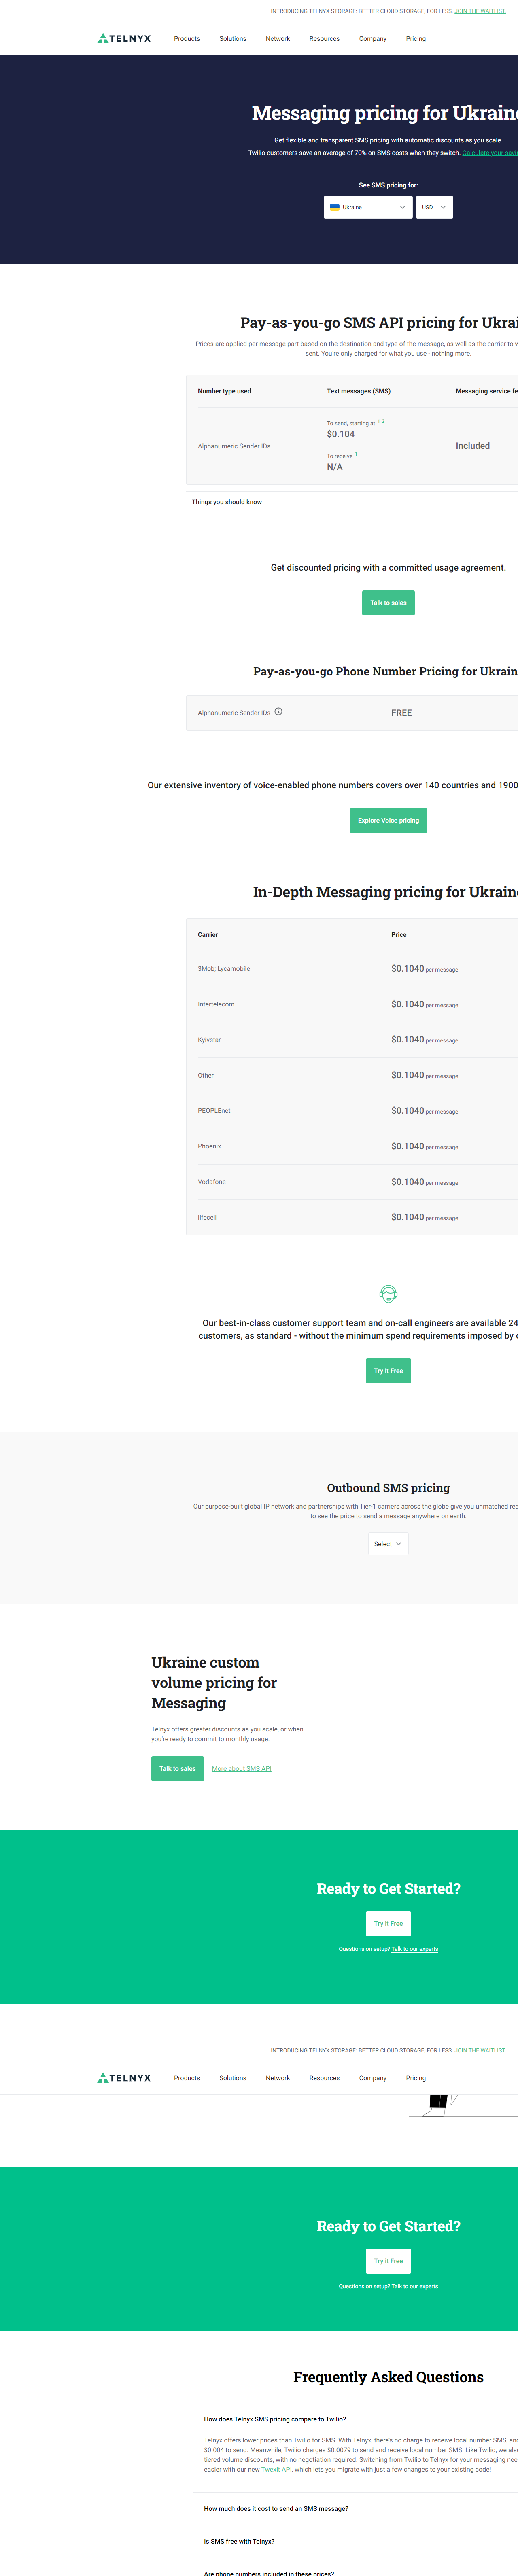 INTRODUCING TELNYX STORAGE: BETTER CLOUD STORAGE, FOR LESS. JOIN THE WAITLIST.
TELNYX Products Solutions Network Resources Company Pricing
Messaging pricing for Ukraine
Get flexible and transparent SMS pricing with automatic discounts as you scale.
Twilio customers save an average of 70% on SMS costs when they switch. Calculate your
See SMS pricing for:
Ukraine USD
Pay-as-you-go SMS API pricing for
Prices are applied per message part based on the destination and type of the message, as well as the carrier to
sent. You're only charged for what you use - nothing more.
Number type used Text messages (SMS) Messaging service
To send, starting at 1 2
$0.104
Alphanumeric Sender IDs Included
To receive 1
N/A
Things you should know
Get discounted pricing with a committed usage agreement.
Talk to sales
Pay-as-you-go Phone Number Pricing for
Alphanumeric Sender IDs FREE
Our extensive inventory of voice-enabled phone numbers covers over 140 countries and 1900
Explore Voice pricing
In-Depth Messaging pricing for
Carrier Price
3Mob; Lycamobile $0.1040 per message
Intertelecom $0.1040 per message
Kyivstar $0.1040 per message
Other $0.1040 per message
PEOPLEnet $0.1040 per message
Phoenix $0.1040 per message
Vodafone $0.1040 per message
lifecell $0.1040 per message
Our best-in-class customer support team and on-call engineers are available 24
customers, as standard - without the minimum spend requirements imposed by
Try It Free
Outbound SMS pricing
Our purpose-built global IP network and partnerships with Tier-1 carriers across the globe give you unmatched
to see the price to send a message anywhere on earth.
Select
Ukraine custom
volume pricing for
Messaging
Telnyx offers greater discounts as you scale, or when
you're ready to commit to monthly usage.
Talk to sales More about SMS API
Ready to Get Started?
Try it Free
Questions on setup? Talk to our experts
INTRODUCING TELNYX STORAGE: BETTER CLOUD STORAGE, FOR LESS. JOIN THE WAITLIST.
TELNYX Products Solutions Network Resources Company Pricing
Ready to Get Started?
Try it Free
Questions on setup? Talk to our experts
Frequently Asked Questions
How does Telnyx SMS pricing compare to Twilio?
Telnyx offers lower prices than Twilio for SMS. With Telnyx, there's no charge to receive local number SMS,
$0.004 to send. Meanwhile, Twilio charges $0.0079 to send and receive local number SMS. Like Twilio, we
tiered volume discounts, with no negotiation required. Switching from Twilio to Telnyx for your messaging
easier with our new Twexit API, which lets you migrate with just a few changes to your existing code!
How much does it cost to send an SMS message?
Is SMS free with Telnyx?
Are phone numbers included in these prices?